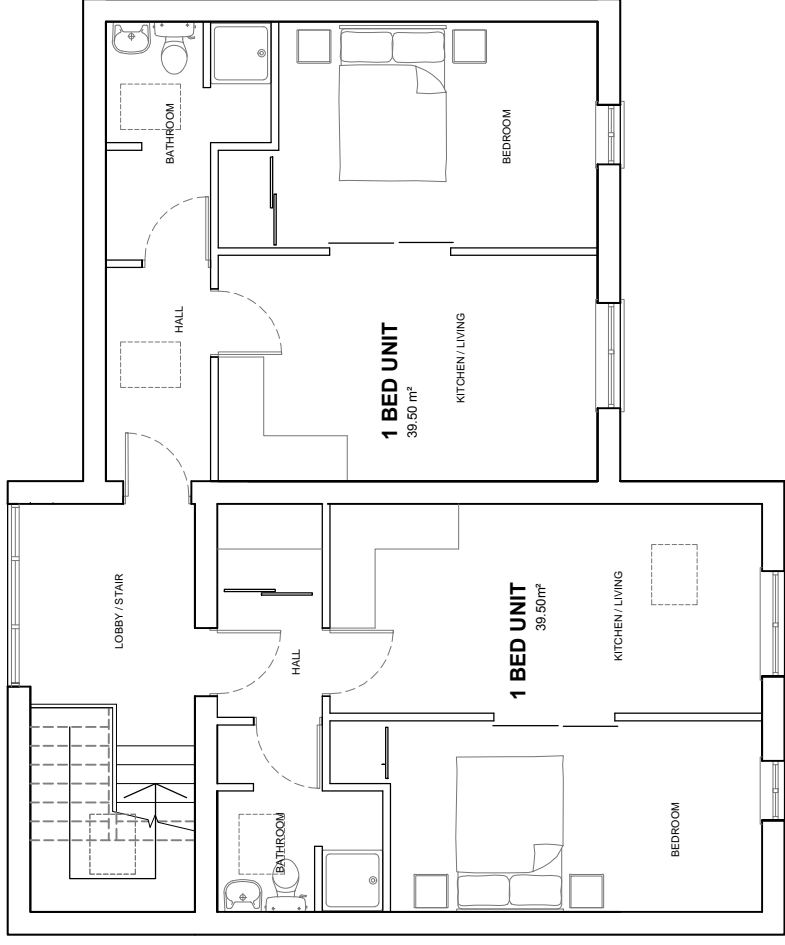 BATHROOM
BEDROOM
HALL
1 BED UNIT
39.50 m²
KITCHEN / LIVING
LOBBY / STAIR
HALL
1 BED UNIT
39.50m²
KITCHEN / LIVING
BATHROOM
BEDROOM